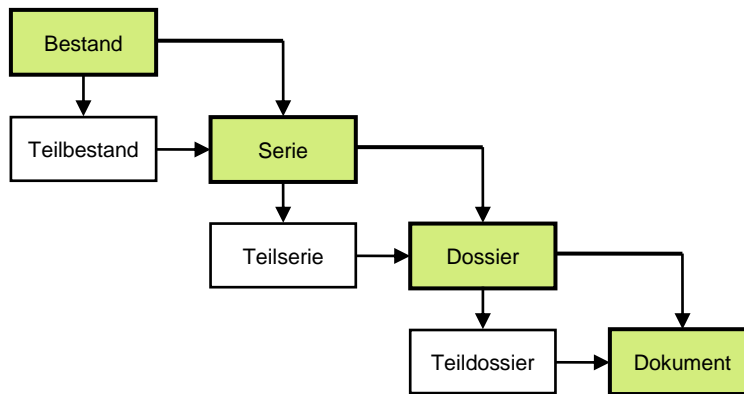 Bestand
Teilbestand
Serie
Teilserie
Dossier
Teildossier
Dokument